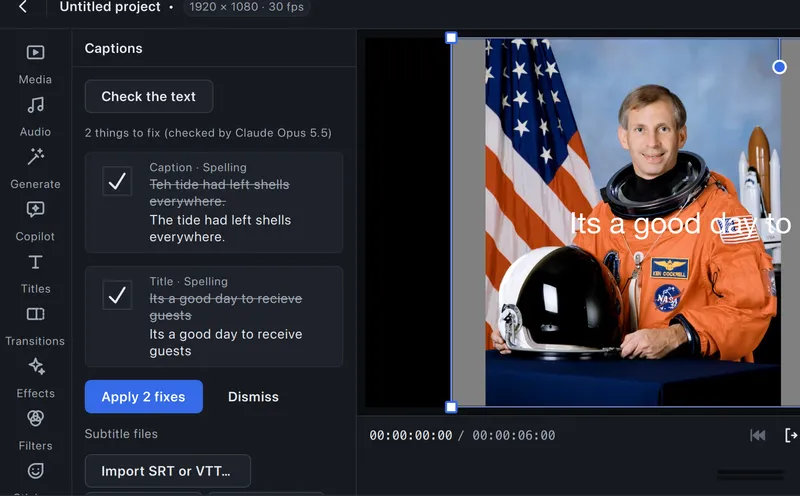 Untitled project •
1920 × 1080 · 30 fps
Media
Audio
Generate
Copilot
Titles
Transitions
Effects
Filters
Captions
Check the text
2 things to fix (checked by Claude Opus 5.5)
Caption · Spelling
Teh tide had left shells
everywhere.
The tide had left shells
everywhere.
Title · Spelling
Its a good day to recieve
guests
Its a good day to receive
guests
Apply 2 fixes
Dismiss
Subtitle files
Import SRT or VTT...
Its a good day to
KEN COCKRELL
NASA
00:00:00:00 / 00:00:06:00